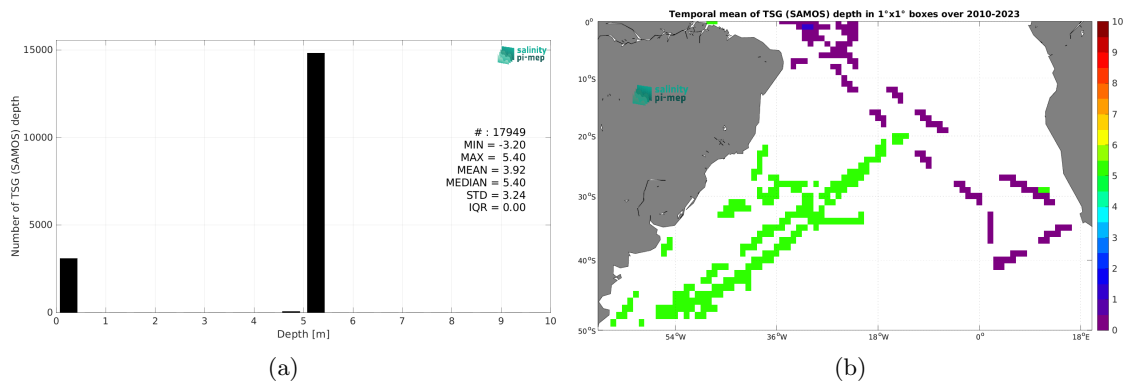 15000
10000
5000
0
Number of TSG (SAMOS) depth
0 1 2 3 4 5 6 7 8 9 10
Depth [m]
salinity
pi-mep
# : 17949
MIN = -3.20
MAX = 5.40
MEAN = 3.92
MEDIAN = 5.40
STD = 3.24
IQR = 0.00
(a)
Temporal mean of TSG (SAMOS) depth in 1°x1° boxes over 2010-2023
0°
10°S
20°S
30°S
40°S
50°S
54°W 36°W 18°W 0° 18°E
salinity
pi-mep
10
9
8
7
6
5
4
3
2
1
0
(b)